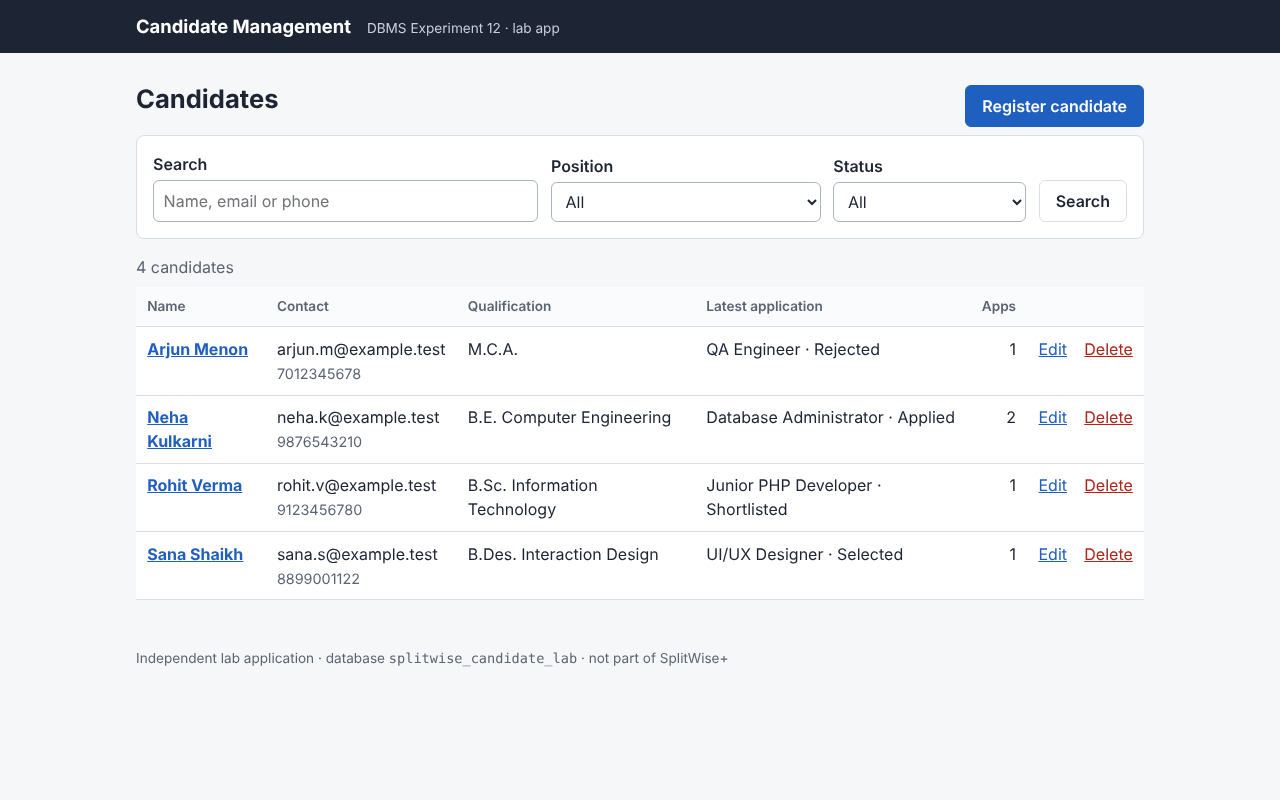 Candidate Management DBMS Experiment 12 · lab app
Candidates
Register candidate
Search Position Status
Name, email or phone All All Search
4 candidates
Name Contact Qualification Latest application Apps
Arjun Menon arjun.m@example.test M.C.A. QA Engineer · Rejected 1 Edit Delete
7012345678
Neha neha.k@example.test B.E. Computer Engineering Database Administrator · Applied 2 Edit Delete
Kulkarni 9876543210
Rohit Verma rohit.v@example.test B.Sc. Information Junior PHP Developer · 1 Edit Delete
9123456780 Technology Shortlisted
Sana Shaikh sana.s@example.test B.Des. Interaction Design UI/UX Designer · Selected 1 Edit Delete
8899001122
Independent lab application · database splitwise_candidate_lab · not part of SplitWise+